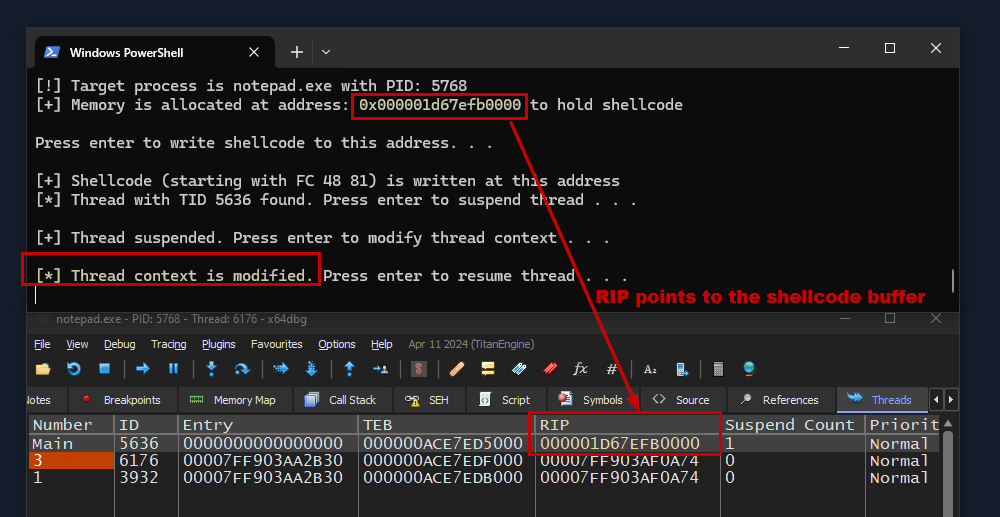 Windows PowerShell
[!] Target process is notepad.exe with PID: 5768
[+] Memory is allocated at address: 0x000001d67efb0000 to hold shellcode
Press enter to write shellcode to this address. . .
[+] Shellcode (starting with FC 48 81) is written at this address
[*] Thread with TID 5636 found. Press enter to suspend thread . . .
[+] Thread suspended. Press enter to modify thread context . . .
[*] Thread context is modified. Press enter to resume thread . . .
RIP points to the shellcode buffer
notepad.exe - PID: 5768 - Thread: 6176 - x64dbg
File View Debug Tracing Plugins Favourites Options Help Apr 11 2024 (TitanEngine)
fx # A2
Notes Breakpoints Memory Map Call Stack SEH Script Symbols Source References Threads
Number ID Entry TEB RIP Suspend Count Priorit
Main 5636 0000000000000000 000000ACE7ED5000 000001D67EFB0000 1 Normal
3 6176 00007FF903AA2B30 000000ACE7EDF000 00007FF903AF0A74 0 Normal
1 3932 00007FF903AA2B30 000000ACE7EDB000 00007FF903AF0A74 0 Normal